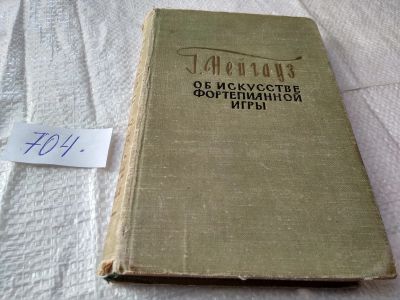 Г. Нейгауз
ОБ ИСКУССТВЕ
ФОРТЕПИАННОЙ
ИГРЫ
704.